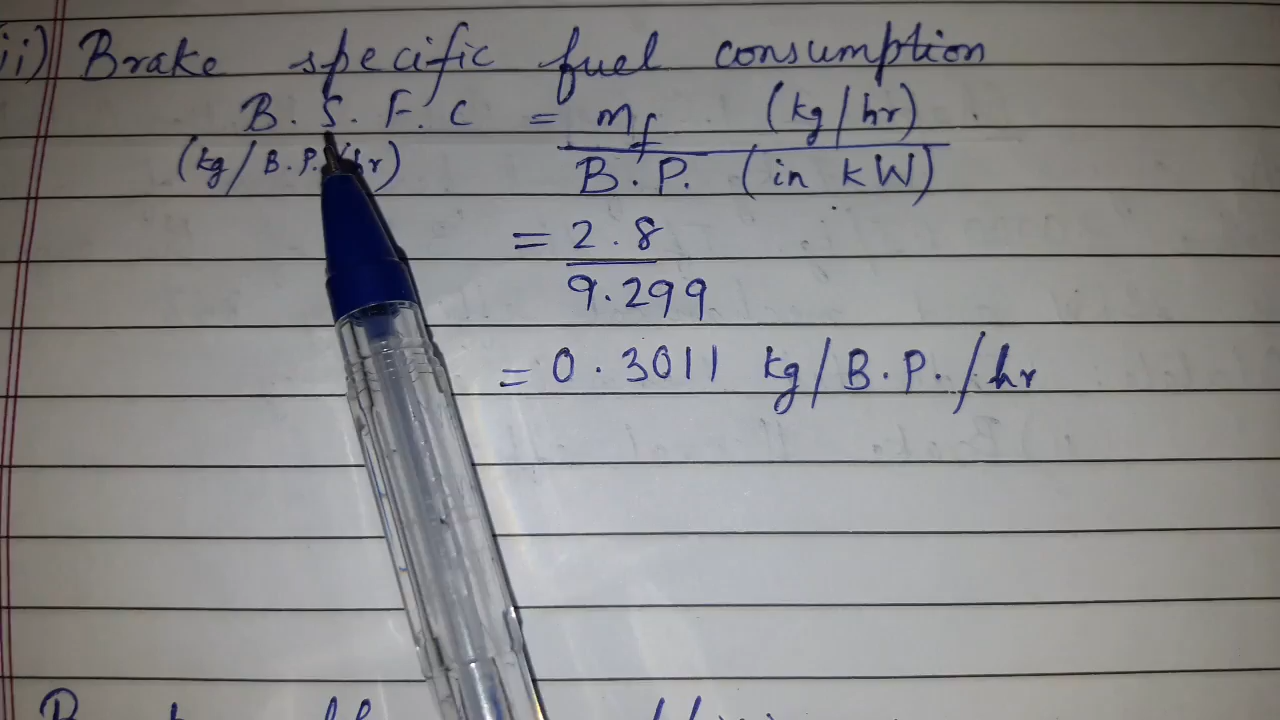 ii) Brake specific fuel consumption
B. S. F. C = mf (kg/hr)
(kg/B.P./hr) B.P. (in kW)
= 2.8
9.299
= 0.3011 kg/B.P./hr